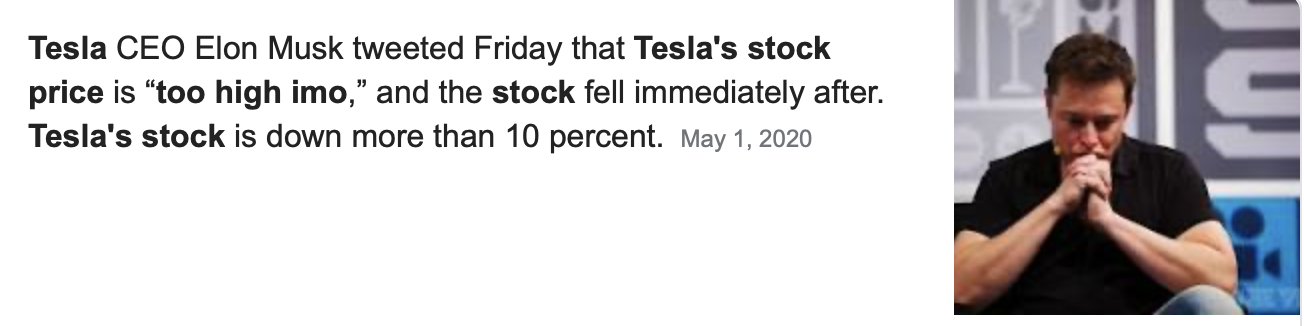 Tesla CEO Elon Musk tweeted Friday that Tesla's stock
price is “too high imo,” and the stock fell immediately after.
Tesla's stock is down more than 10 percent. May 1, 2020